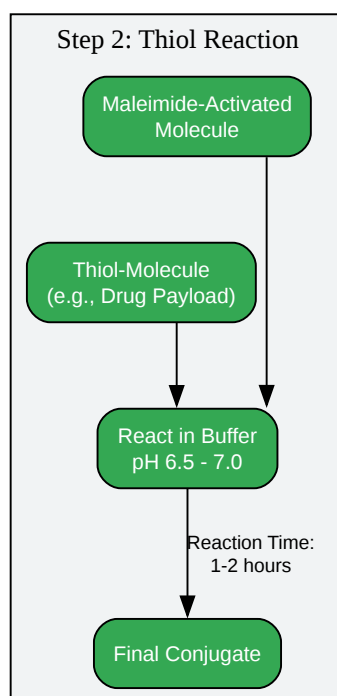 Step 2: Thiol Reaction
Maleimide-Activated
Molecule
Thiol-Molecule
(e.g., Drug Payload)
React in Buffer
pH 6.5 - 7.0
Reaction Time:
1-2 hours
Final Conjugate